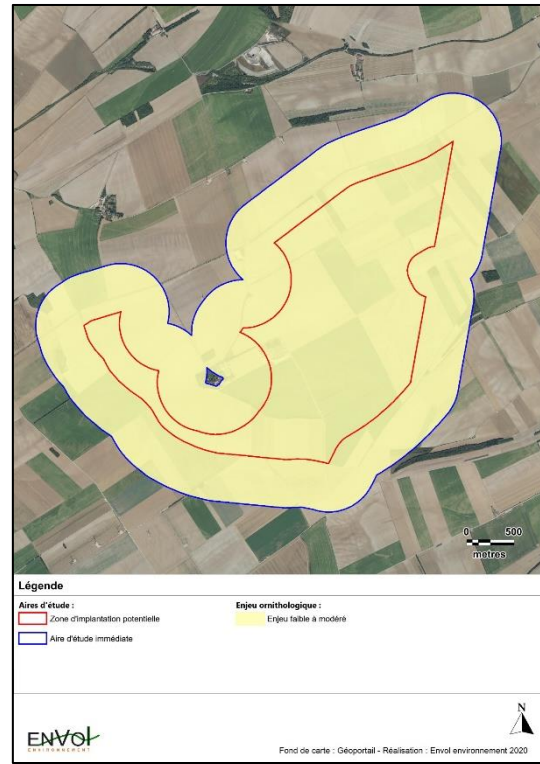 0 500
metres
Légende
Aires d'étude :
Zone d'implantation potentielle
Aire d'étude immédiate
Enjeu ornithologique :
Enjeu faible à modéré
N
ENVOL
ENVIRONNEMENT
Fond de carte : Géoportail - Réalisation : Envol environnement 2020